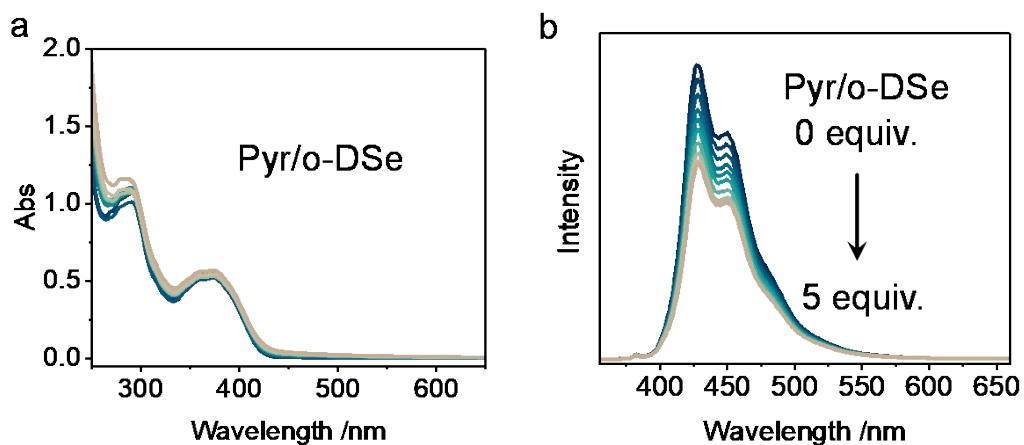 a
2.0
1.5
1.0
0.5
0.0
Abs
Pyr/o-DSe
300 400 500 600
Wavelength /nm
b
Intensity
Pyr/o-DSe
0 equiv.
5 equiv.
400 450 500 550 600 650
Wavelength /nm